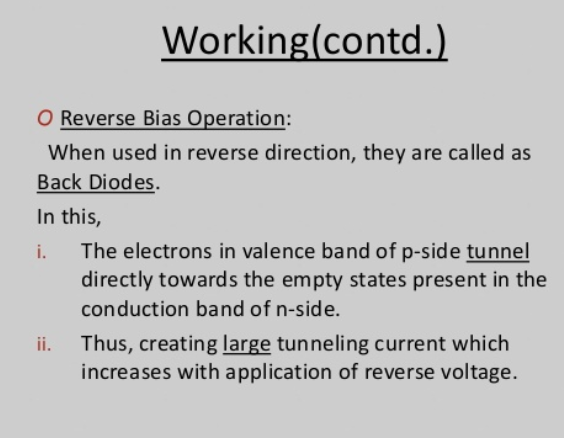 Working(contd.)
O Reverse Bias Operation:
When used in reverse direction, they are called as
Back Diodes.
In this,
i. The electrons in valence band of p-side tunnel
directly towards the empty states present in the
conduction band of n-side.
ii. Thus, creating large tunneling current which
increases with application of reverse voltage.